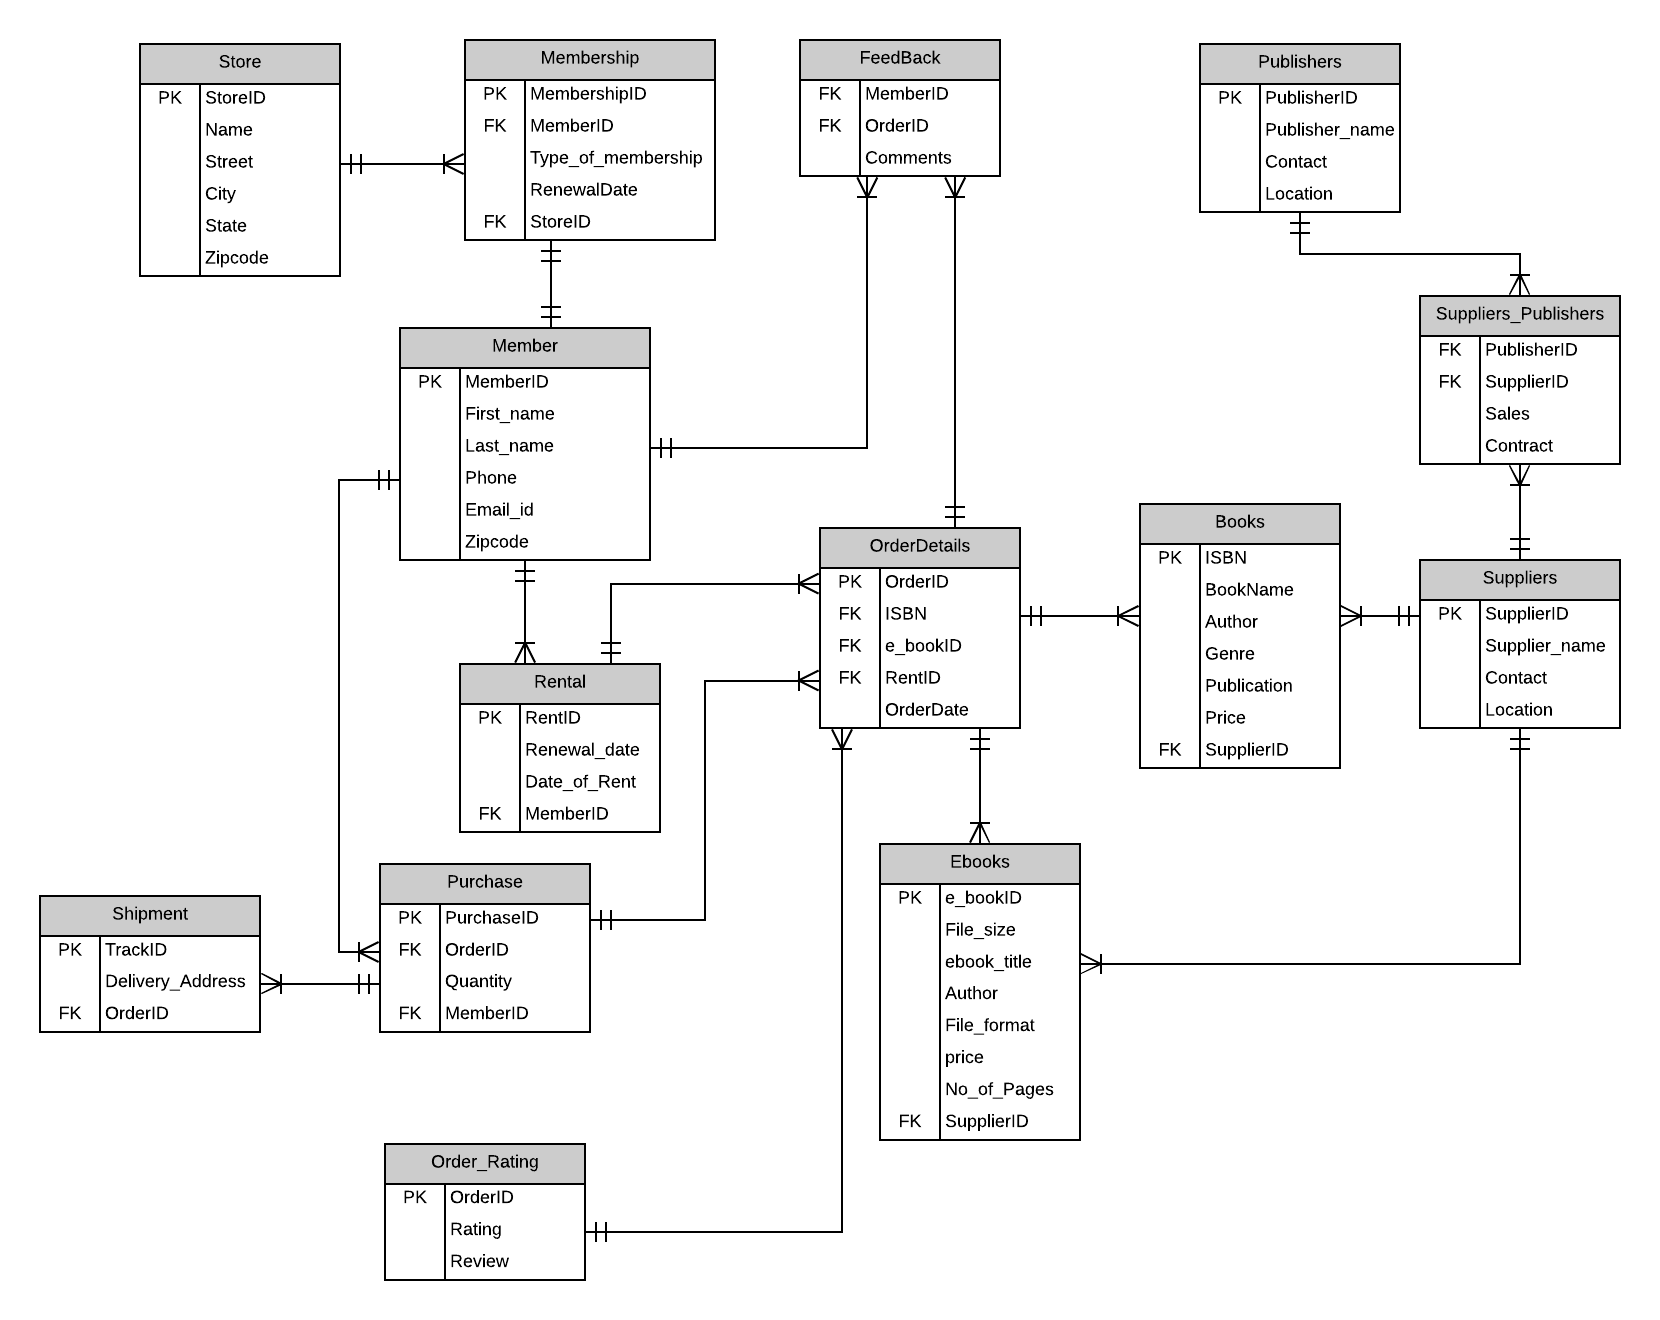 Store
PK StoreID
Name
Street
City
State
Zipcode
Membership
PK MembershipID
FK MemberID
Type_of_membership
RenewalDate
FK StoreID
FeedBack
FK MemberID
FK OrderID
Comments
Publishers
PK PublisherID
Publisher_name
Contact
Location
Suppliers_Publishers
FK PublisherID
FK SupplierID
Sales
Contract
Member
PK MemberID
First_name
Last_name
Phone
Email_id
Zipcode
OrderDetails
PK OrderID
FK ISBN
FK e_bookID
FK RentID
OrderDate
Books
PK ISBN
BookName
Author
Genre
Publication
Price
FK SupplierID
Suppliers
PK SupplierID
Supplier_name
Contact
Location
Rental
PK RentID
Renewal_date
Date_of_Rent
FK MemberID
Purchase
PK PurchaseID
FK OrderID
Quantity
FK MemberID
Shipment
PK TrackID
Delivery_Address
FK OrderID
Ebooks
PK e_bookID
File_size
ebook_title
Author
File_format
price
No_of_Pages
FK SupplierID
Order_Rating
PK OrderID
Rating
Review